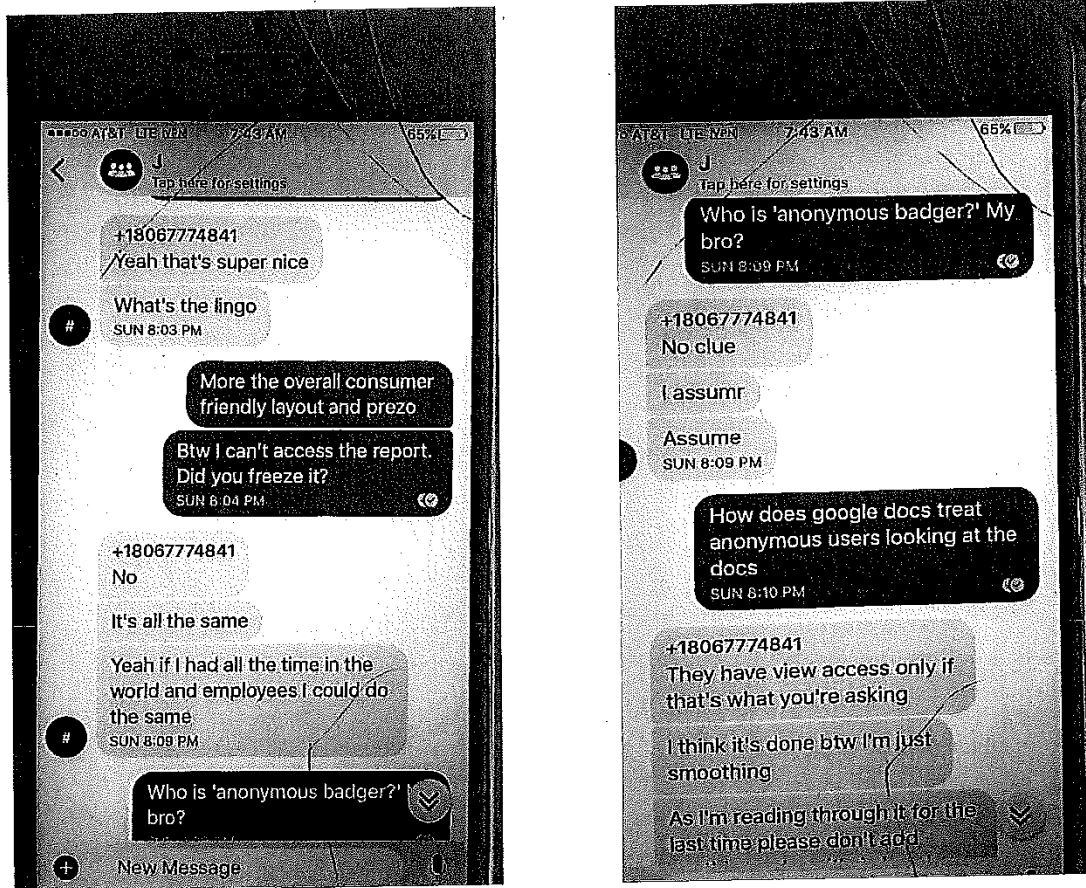 AT&T LTE VPN 7:43 AM 65%
J
Tap here for settings
+18067774841
Yeah that's super nice
What's the lingo
#
SUN 8:03 PM
More the overall consumer
friendly layout and prezo
Btw I can't access the report.
Did you freeze it?
SUN 8:04 PM
+18067774841
No
It's all the same
Yeah if I had all the time in the
world and employees I could do
the same
#
SUN 8:09 PM
Who is 'anonymous badger?'
bro?
New Message
AT&T LTE VPN 7:43 AM 65%
J
Tap here for settings
Who is 'anonymous badger?' My
bro?
SUN 8:09 PM
+18067774841
No clue
I assumr
Assume
SUN 8:09 PM
How does google docs treat
anonymous users looking at the
docs
SUN 8:10 PM
+18067774841
They have view access only if
that's what you're asking
I think it's done btw I'm just
smoothing
As I'm reading through it for the
last time please don't add